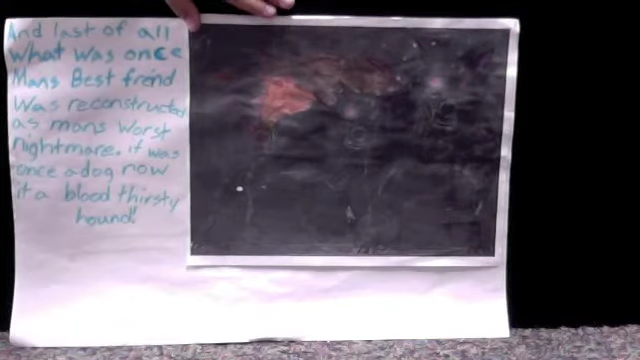 And last of all
what was once
Mans Best freind
Was reconstructed
as mans worst
nightmare. it was
once a dog now
it a blood thirsty
hound!